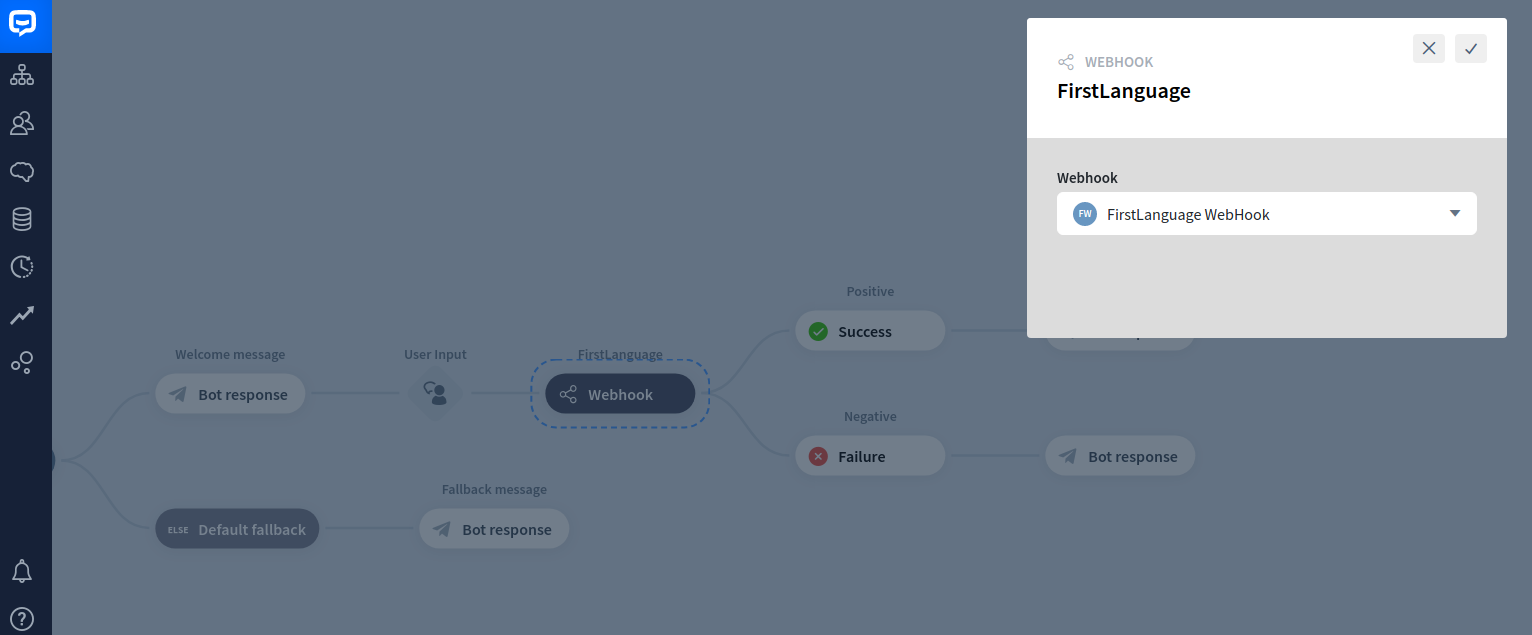 WEBHOOK
FirstLanguage
Webhook
FW
FirstLanguage WebHook
Positive
Success
Welcome message
User Input
FirstLanguage
Bot response
Webhook
Negative
Failure
Bot response
Fallback message
ELSE
Default fallback
Bot response
?